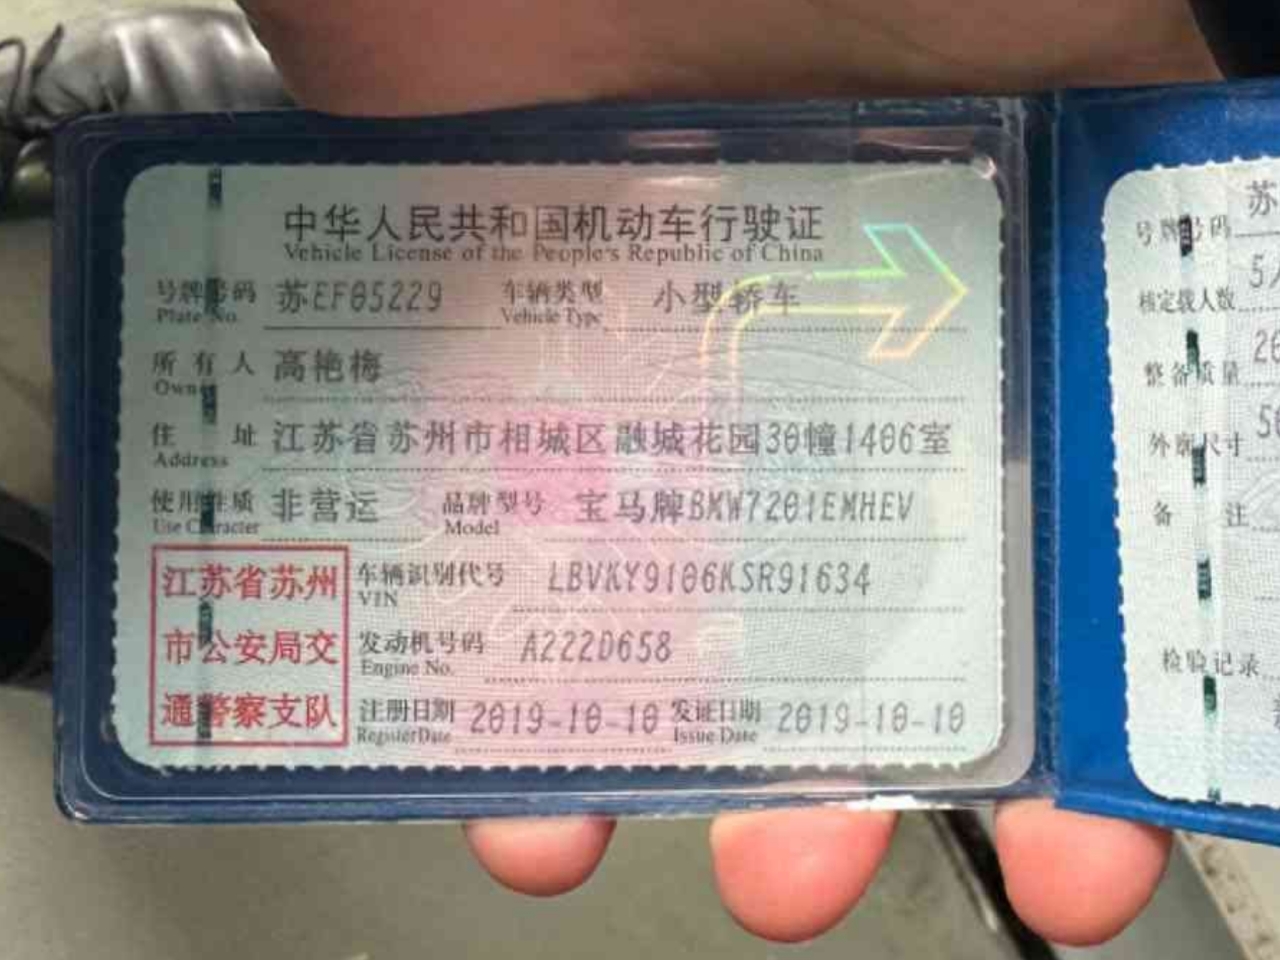 中华人民共和国机动车行驶证
Vehicle License of the People's Republic of China
号牌号码 苏EF05229 车辆类型 小型轿车
Plate No. Vehicle Type
所有人 高艳梅
Owner
住址 江苏省苏州市相城区融城花园30幢1406室
Address
使用性质 非营运 品牌型号 宝马牌BMW7201EMHEV
Use Character Model
江苏省苏州
市公安局交
通警察支队
车辆识别代号 LBVKY9106KSR91634
VIN
发动机号码 A222D658
Engine No.
注册日期 2019-10-10 发证日期 2019-10-10
Register Date Issue Date
号牌号码 苏
核定载人数 5
整备质量 26
外廓尺寸
备注
检验记录